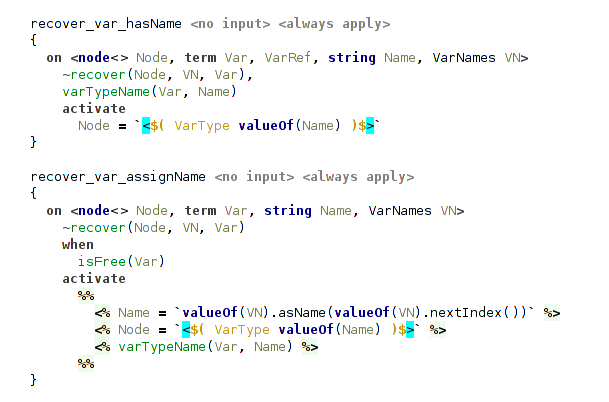 recover_var_hasName <no input> <always apply>
{
  on <node<> Node, term Var, VarRef, string Name, VarNames VN>
    ~recover(Node, VN, Var),
    varTypeName(Var, Name)
    activate
      Node = `<$( VarType valueOf(Name) )$>`
}
recover_var_assignName <no input> <always apply>
{
  on <node<> Node, term Var, string Name, VarNames VN>
    ~recover(Node, VN, Var)
    when
      isFree(Var)
    activate
      %%
        <% Name = `valueOf(VN).asName(valueOf(VN).nextIndex())` %>
        <% Node = `<$( VarType valueOf(Name) )$>` %>
        <% varTypeName(Var, Name) %>
      %%
}